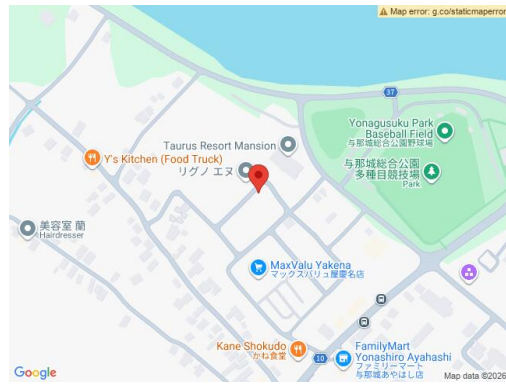 Map error: g.co/staticmaperror
37
Yonagusuku Park
Baseball Field
与那城総合公園野球場
Taurus Resort Mansion
与那城総合公園
多種目競技場
Park
Y's Kitchen (Food Truck)
リグノ エヌ
美容室 蘭
Hairdresser
MaxValu Yakena
マックスバリュ屋慶名店
Kane Shokudo
かね食堂
10
FamilyMart
Yonashiro Ayahashi
ファミリーマート
与那城あやはし店
Google
Map data ©2026